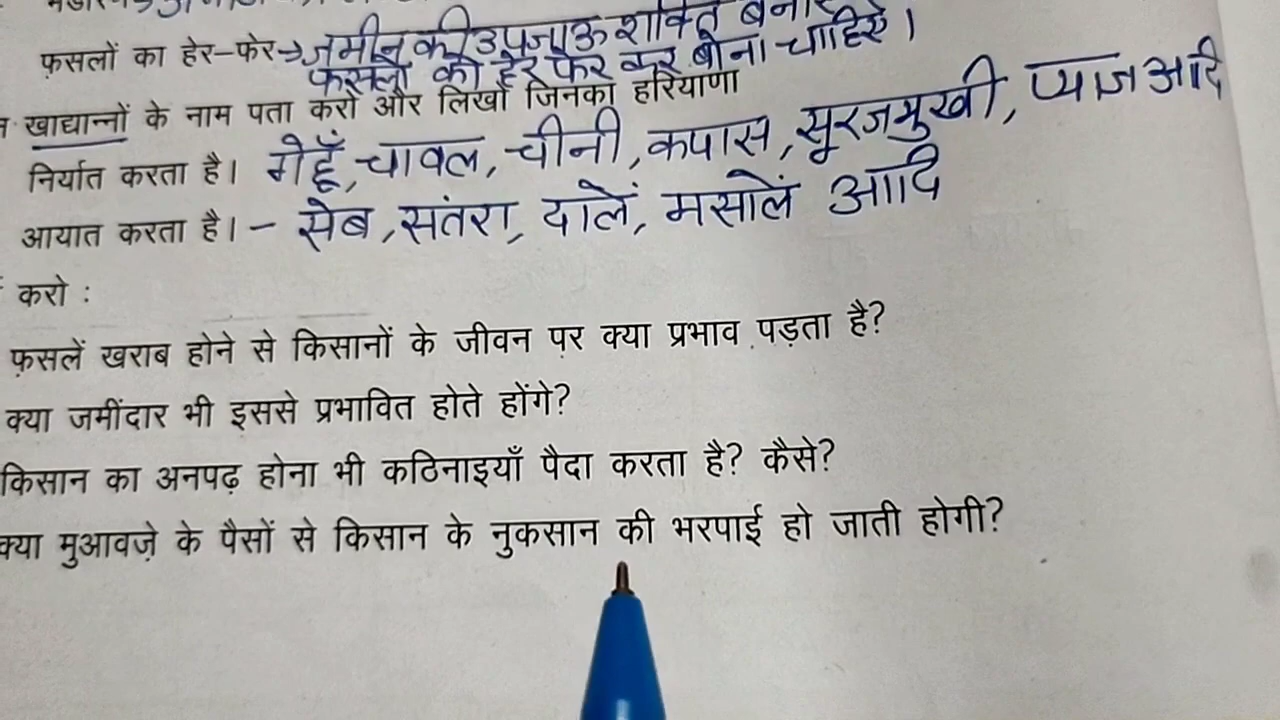 फ़सलों का हेर-फेर→ जमीन की उपजाऊ शक्ति
फसलों को हेर फेर कर बोना चाहिए।
खाद्यान्नों के नाम पता करो और लिखो जिनका हरियाणा
निर्यात करता है। गेहूँ, चावल, चीनी, कपास, सूरजमुखी, प्याज आदि
आयात करता है। - सेब, संतरा, दालें, मसालें आदि
करो :
फ़सलें खराब होने से किसानों के जीवन पर क्या प्रभाव पड़ता है?
क्या जमींदार भी इससे प्रभावित होते होंगे?
किसान का अनपढ़ होना भी कठिनाइयाँ पैदा करता है? कैसे?
क्या मुआवज़े के पैसों से किसान के नुकसान की भरपाई हो जाती होगी?